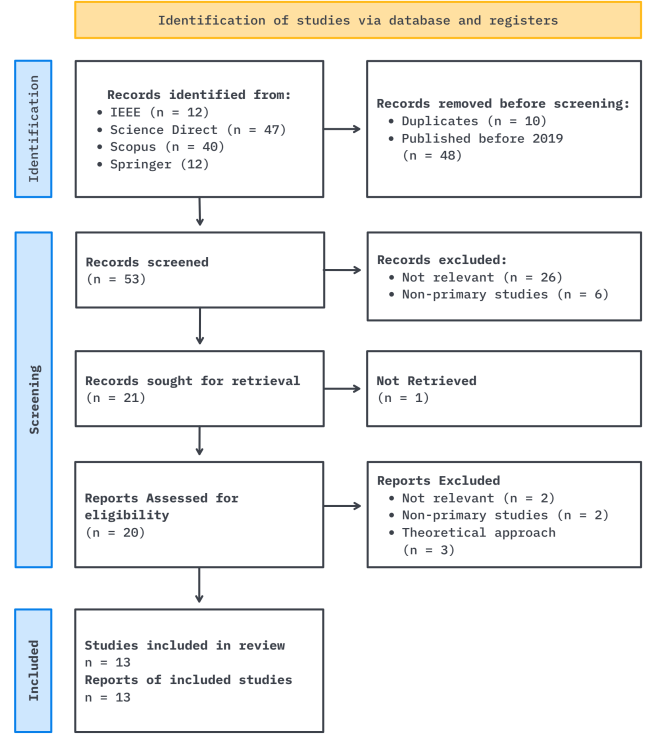 Identification of studies via database and registers
Identification
Records identified from:
• IEEE (n = 12)
• Science Direct (n = 47)
• Scopus (n = 40)
• Springer (12)
Records removed before screening:
• Duplicates (n = 10)
• Published before 2019
(n = 48)
Screening
Records screened
(n = 53)
Records excluded:
• Not relevant (n = 26)
• Non-primary studies (n = 6)
Records sought for retrieval
(n = 21)
Not Retrieved
(n = 1)
Reports Assessed for
eligibility
(n = 20)
Reports Excluded
• Not relevant (n = 2)
• Non-primary studies (n = 2)
• Theoretical approach
(n = 3)
Included
Studies included in review
n = 13
Reports of included studies
n = 13